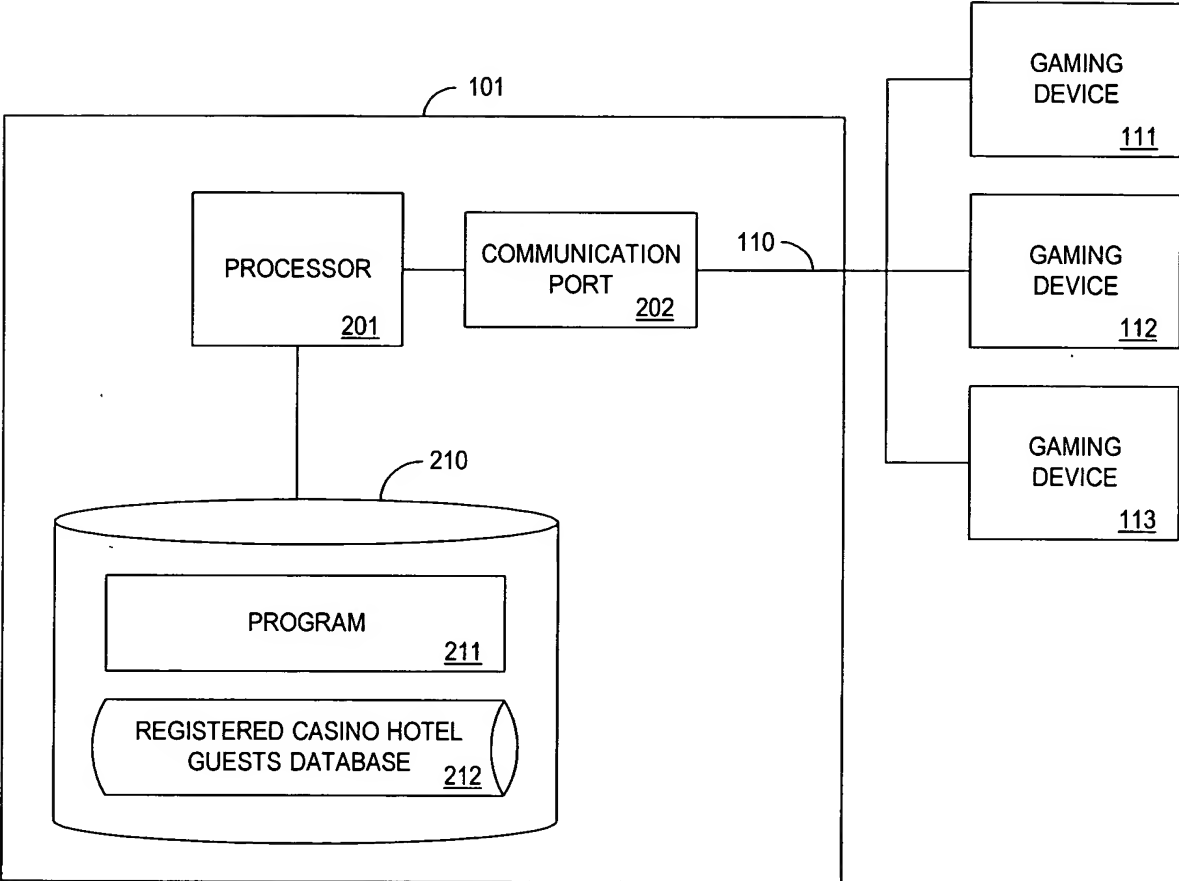 101
GAMING
DEVICE
111
PROCESSOR
201
COMMUNICATION
PORT
202
110
GAMING
DEVICE
112
GAMING
DEVICE
113
210
PROGRAM
211
REGISTERED CASINO HOTEL
GUESTS DATABASE
212